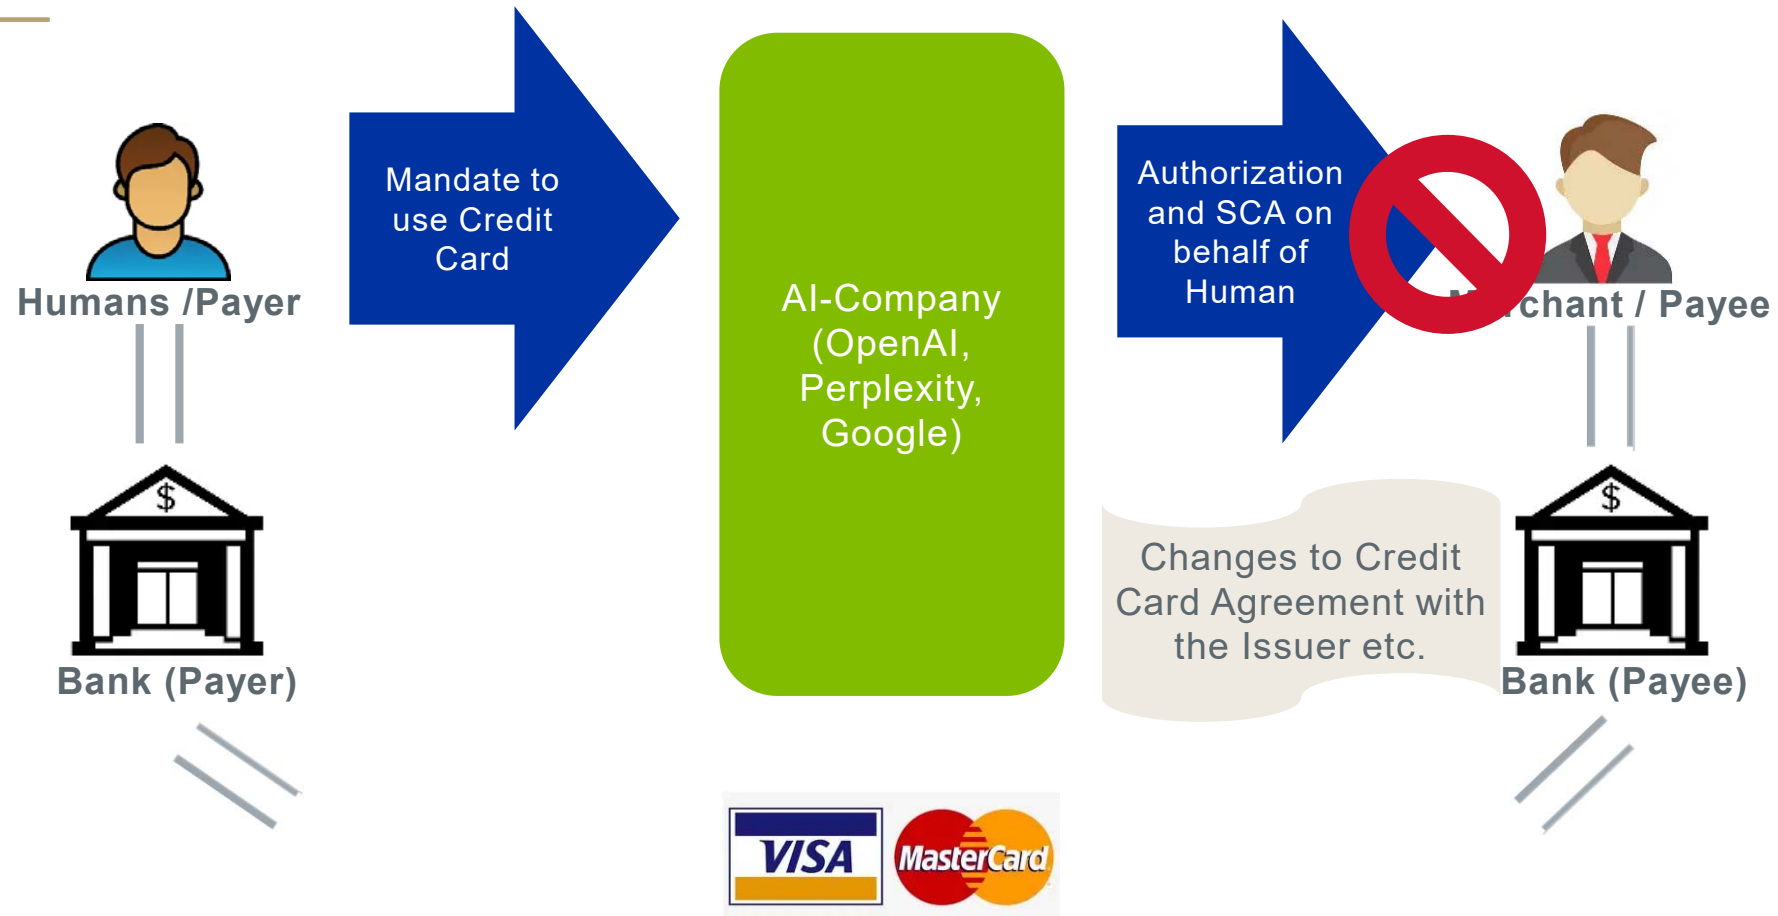 Mandate to
use Credit
Card
Humans /Payer
AI-Company
(OpenAI,
Perplexity,
Google)
Authorization
and SCA on
behalf of
Human
chant / Payee
$
Bank (Payer)
Changes to Credit
Card Agreement with
the Issuer etc.
$
Bank (Payee)
VISA
MasterCard